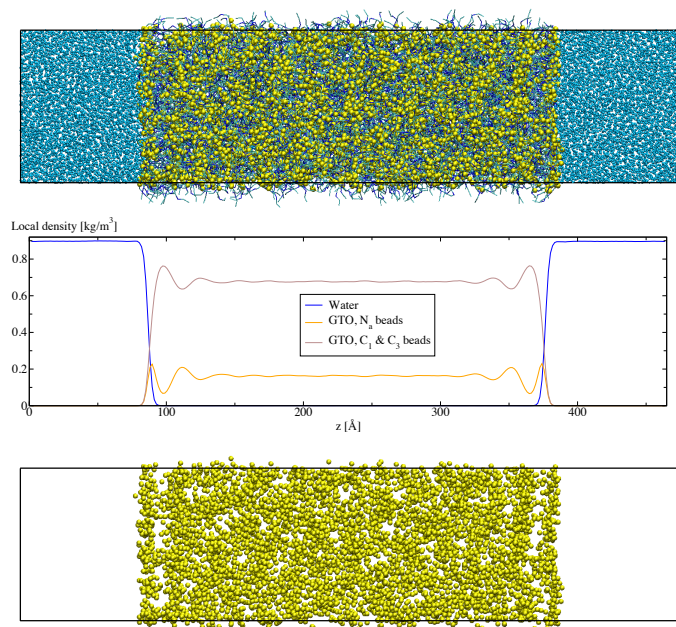 Local density [kg/m³]
0.8
0.6
0.4
0.2
0
Water
GTO, Nₐ beads
GTO, C₁ & C₃ beads
0 100 200 300 400
z [Å]